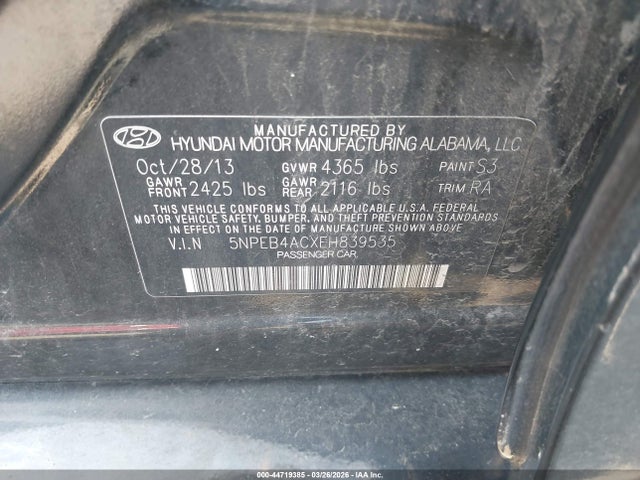 MANUFACTURED BY
HYUNDAI MOTOR MANUFACTURING ALABAMA, LLC
Oct/28/13 GVWR 4365 lbs PAINT S3
GAWR FRONT 2425 lbs GAWR REAR 2116 lbs TRIM RA
THIS VEHICLE CONFORMS TO ALL APPLICABLE U.S.A. FEDERAL
MOTOR VEHICLE SAFETY, BUMPER, AND THEFT PREVENTION STANDARDS
IN EFFECT ON THE DATE OF MANUFACTURE SHOWN ABOVE.
V.I.N 5NPEB4ACXEH839535
PASSENGER CAR
000-44719385 - 03/26/2026 - IAA Corp.